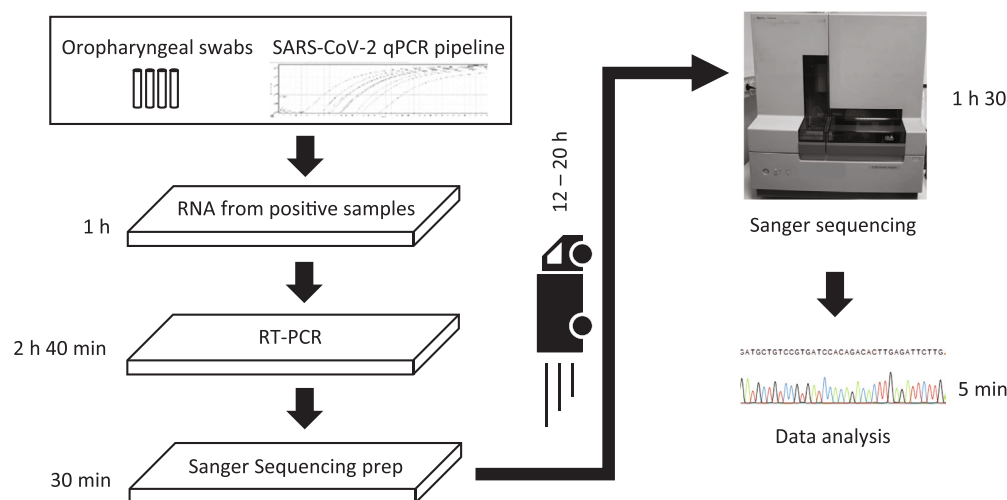 Oropharyngeal swabs
SARS-CoV-2 qPCR pipeline
RNA from positive samples
1 h
RT-PCR
2 h 40 min
Sanger Sequencing prep
30 min
12 – 20 h
1 h 30
Sanger sequencing
GATGCTGTCCGTGATCCACAGACACTTGAGATTCTTG.
5 min
Data analysis